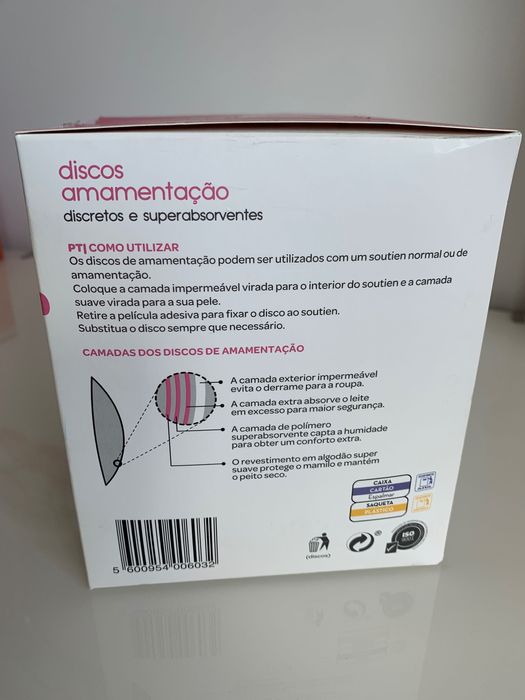 discos
amamentação
discretos e superabsorventes
PT| COMO UTILIZAR
Os discos de amamentação podem ser utilizados com um soutien normal ou de
amamentação.
Coloque a camada impermeável virada para o interior do soutien e a camada
suave virada para a sua pele.
Retire a película adesiva para fixar o disco ao soutien.
Substitua o disco sempre que necessário.
CAMADAS DOS DISCOS DE AMAMENTAÇÃO
A camada exterior impermeável
evita o derrame para a roupa.
A camada extra absorve o leite
em excesso para maior segurança.
A camada de polímero
superabsorvente capta a humidade
para um conforto extra.
O revestimento em algodão super
suave protege o mamilo e mantém
o peito seco.
CAIXA
CARTÃO
Espalmar
SAQUETA
PLÁSTICO
(discos)
ISO
5 600954 006032